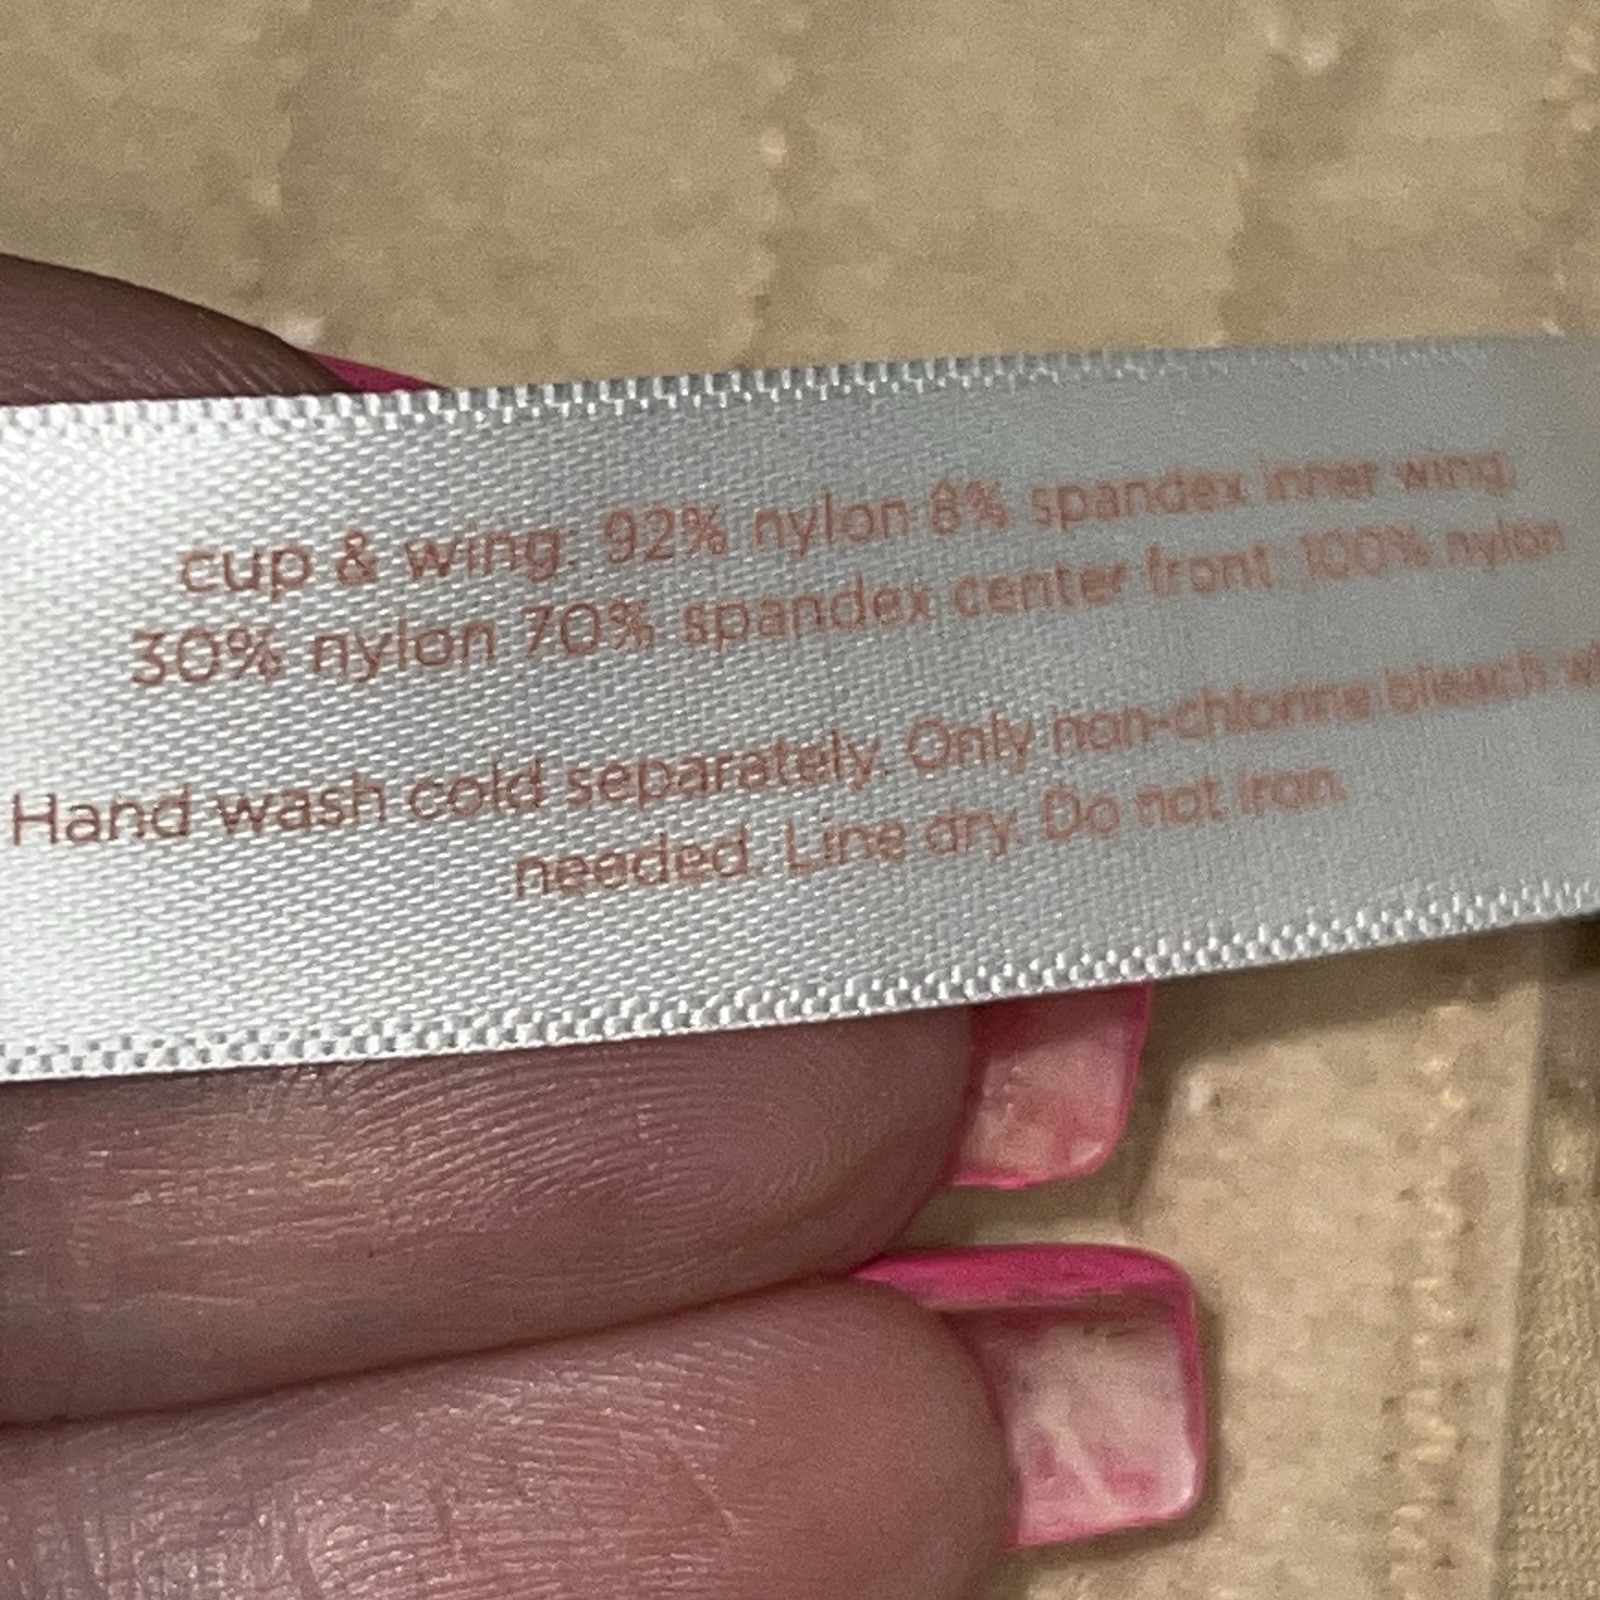 cup & wing: 92% nylon 8% spandex inner wing:
30% nylon 70% spandex center front: 100% nylon
Hand wash cold separately. Only non-chlorine bleach
needed. Line dry. Do not iron.